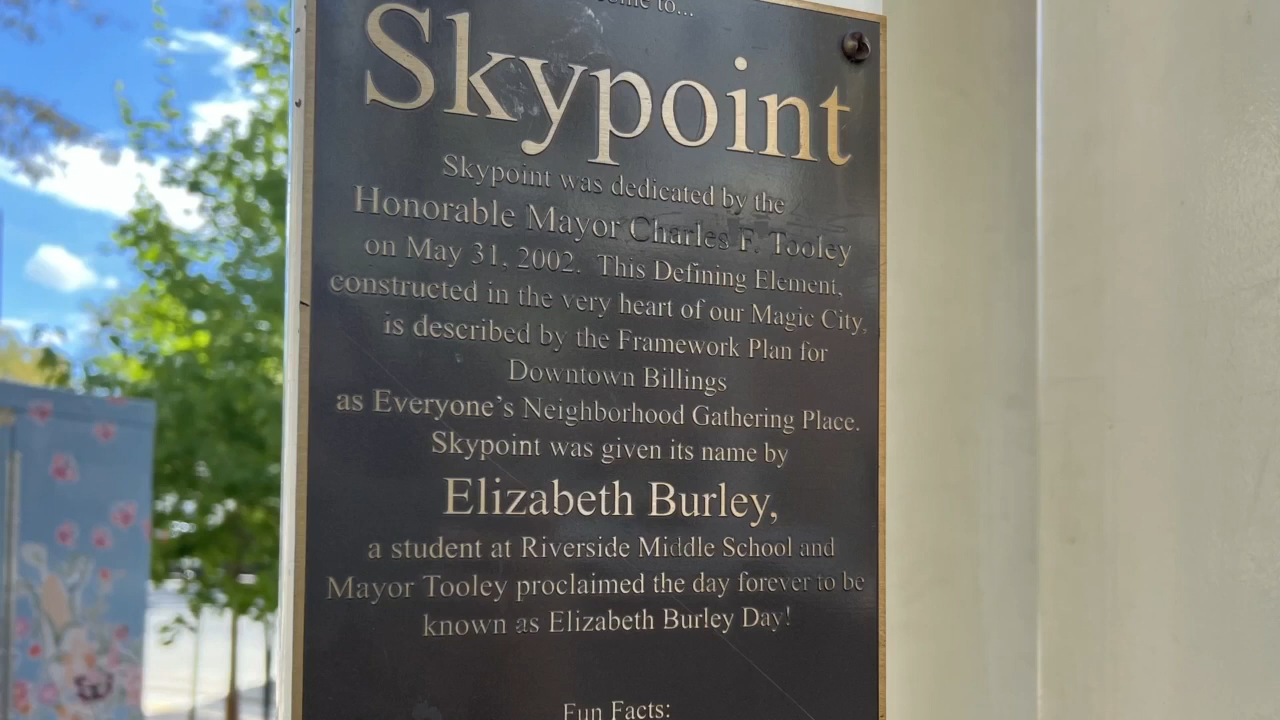 to...
Skypoint
Skypoint was dedicated by the
Honorable Mayor Charles F. Tooley
on May 31, 2002. This Defining Element,
constructed in the very heart of our Magic City,
is described by the Framework Plan for
Downtown Billings
as Everyone's Neighborhood Gathering Place.
Skypoint was given its name by
Elizabeth Burley,
a student at Riverside Middle School and
Mayor Tooley proclaimed the day forever to be
known as Elizabeth Burley Day!
Fun Facts: